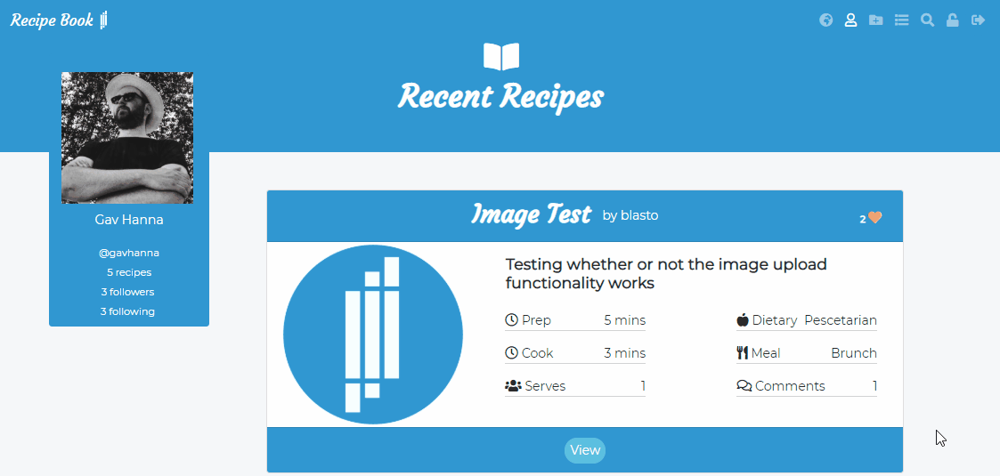 Recipe Book
Recent Recipes
Gav Hanna
@gavhanna
5 recipes
3 followers
3 following
Image Test by blasto
2
Testing whether or not the image upload
functionality works
Prep 5 mins
Dietary Pescetarian
Cook 3 mins
Meal Brunch
Serves 1
Comments 1
View